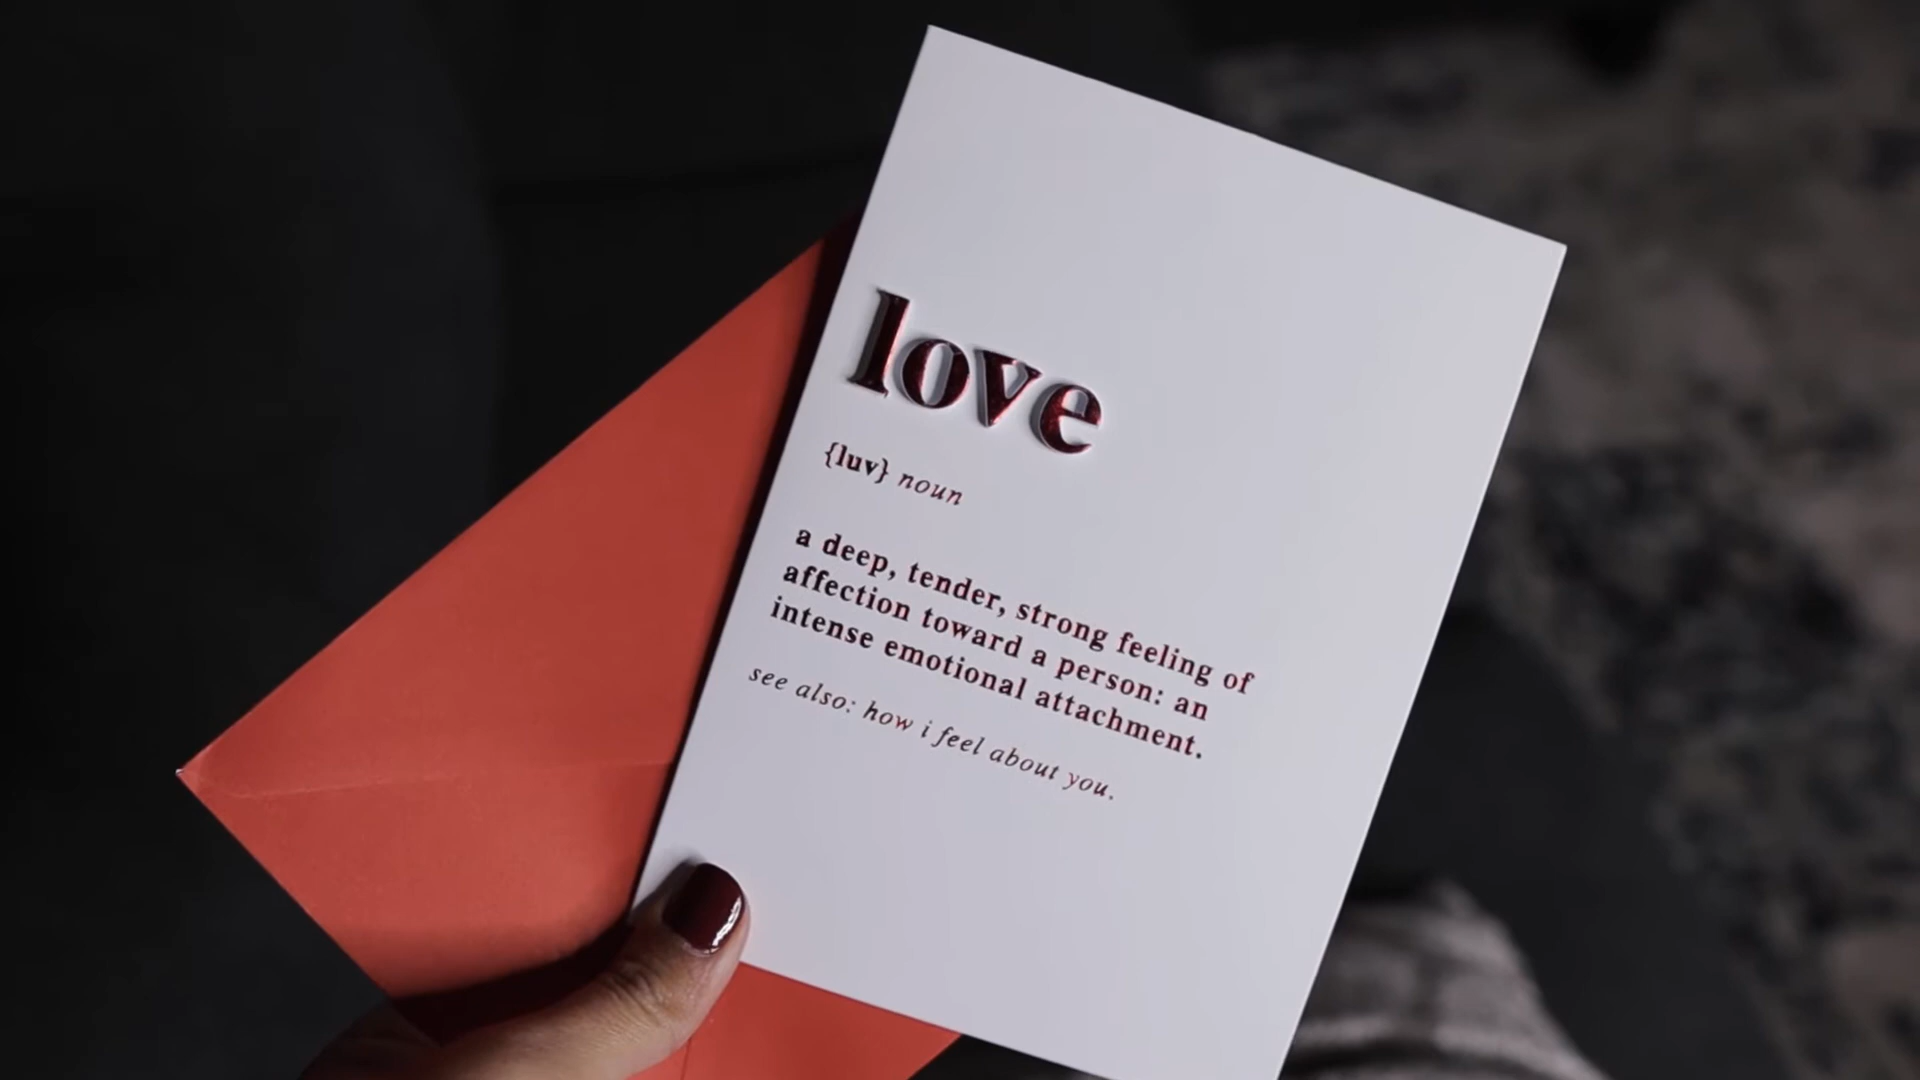 love
{luv} noun
a deep, tender, strong feeling of
affection toward a person: an
intense emotional attachment.
see also: how i feel about you.